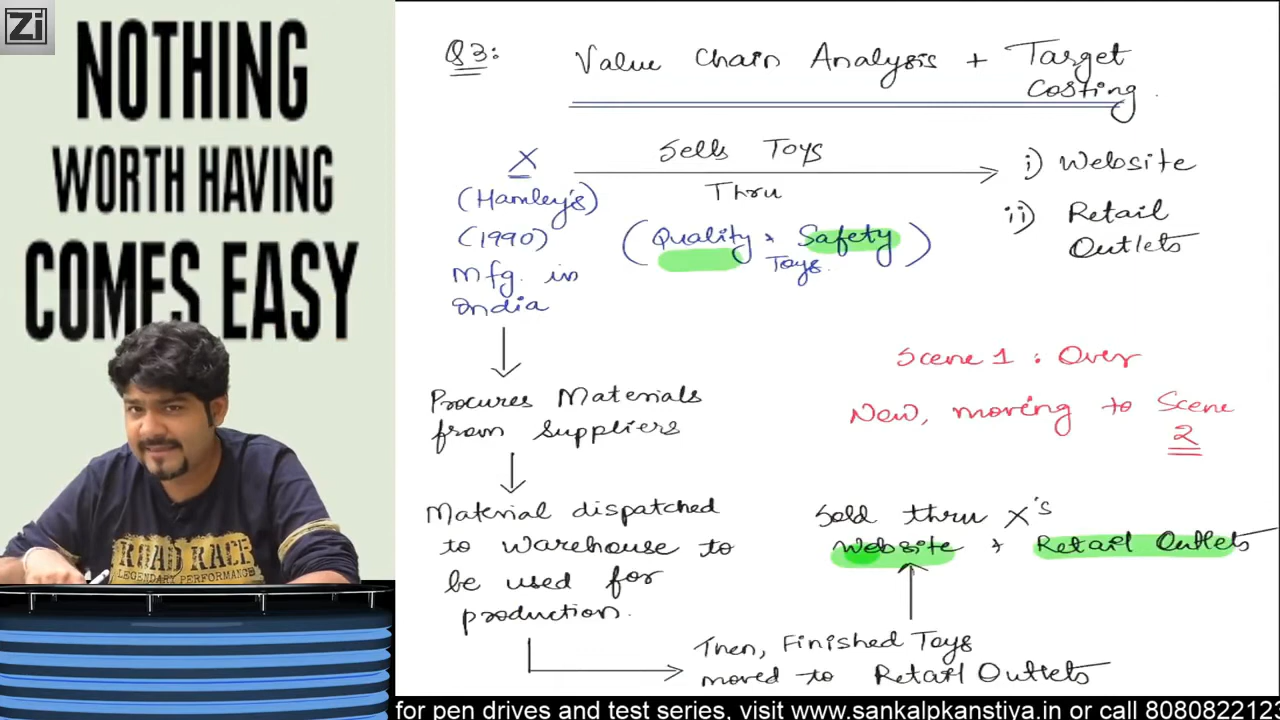 Zi
NOTHING
WORTH HAVING
COMES EASY
ROAD RACE
LEGENDARY PERFORMANCE
Q3:
Value Chain Analysis + Target
Costing
X
(Hamley's)
(1990)
Mfg. in
India
Sells Toys
Thru
(Quality & Safety
Toys.)
i) Website
ii) Retail
Outlets
Procures Materials
from Suppliers
Scene 1 : Over
Now, moving to Scene
2
Material dispatched
to Warehouse to
be used for
production.
Sold thru X's
Website + Retail Outlets
Then, Finished Toys
moved to Retail Outlets
for pen drives and test series, visit www.sankalpkanstiya.in or call 8080822123